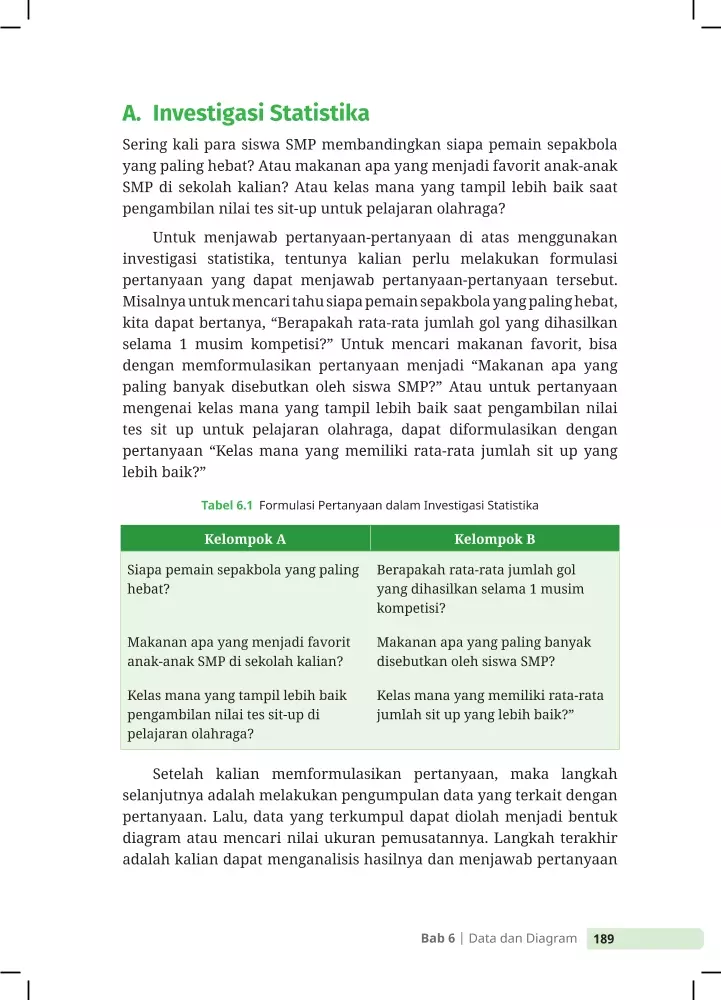 A. Investigasi Statistika
Sering kali para siswa SMP membandingkan siapa pemain sepakbola
yang paling hebat? Atau makanan apa yang menjadi favorit anak-anak
SMP di sekolah kalian? Atau kelas mana yang tampil lebih baik saat
pengambilan nilai tes sit-up untuk pelajaran olahraga?
Untuk menjawab pertanyaan-pertanyaan di atas menggunakan
investigasi statistika, tentunya kalian perlu melakukan formulasi
pertanyaan yang dapat menjawab pertanyaan-pertanyaan tersebut.
Misalnya untuk mencari tahu siapa pemain sepakbola yang paling hebat,
kita dapat bertanya, “Berapakah rata-rata jumlah gol yang dihasilkan
selama 1 musim kompetisi?” Untuk mencari makanan favorit, bisa
dengan memformulasikan pertanyaan menjadi “Makanan apa yang
paling banyak disebutkan oleh siswa SMP?” Atau untuk pertanyaan
mengenai kelas mana yang tampil lebih baik saat pengambilan nilai
tes sit up untuk pelajaran olahraga, dapat diformulasikan dengan
pertanyaan “Kelas mana yang memiliki rata-rata jumlah sit up yang
lebih baik?”
Tabel 6.1 Formulasi Pertanyaan dalam Investigasi Statistika
Kelompok A
Kelompok B
Siapa pemain sepakbola yang paling
hebat?
Berapakah rata-rata jumlah gol
yang dihasilkan selama 1 musim
kompetisi?
Makanan apa yang menjadi favorit
anak-anak SMP di sekolah kalian?
Makanan apa yang paling banyak
disebutkan oleh siswa SMP?
Kelas mana yang tampil lebih baik
pengambilan nilai tes sit-up di
pelajaran olahraga?
Kelas mana yang memiliki rata-rata
jumlah sit up yang lebih baik?”
Setelah kalian memformulasikan pertanyaan, maka langkah
selanjutnya adalah melakukan pengumpulan data yang terkait dengan
pertanyaan. Lalu, data yang terkumpul dapat diolah menjadi bentuk
diagram atau mencari nilai ukuran pemusatannya. Langkah terakhir
adalah kalian dapat menganalisis hasilnya dan menjawab pertanyaan
Bab 6 | Data dan Diagram 189